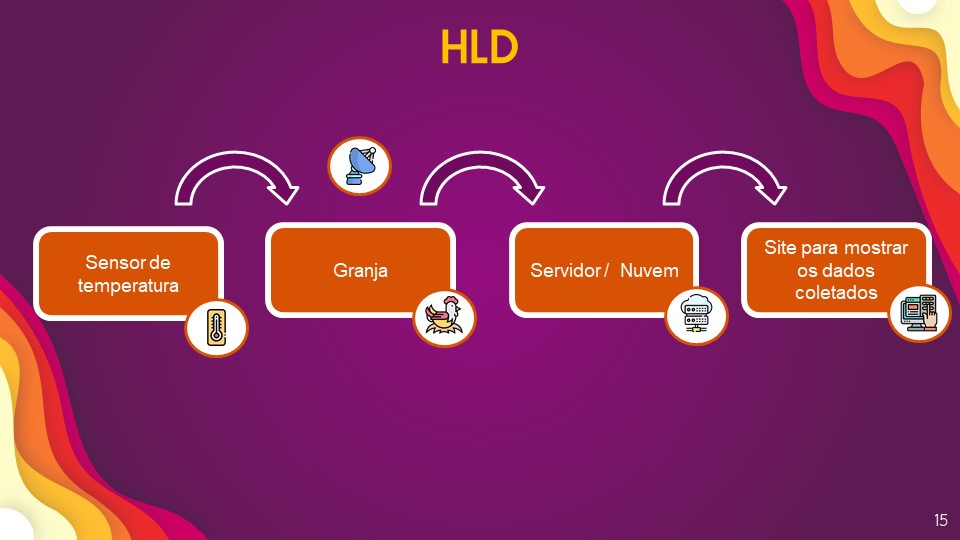 HLD
Sensor de
temperatura
Granja
Servidor / Nuvem
Site para mostrar
os dados
coletados
15